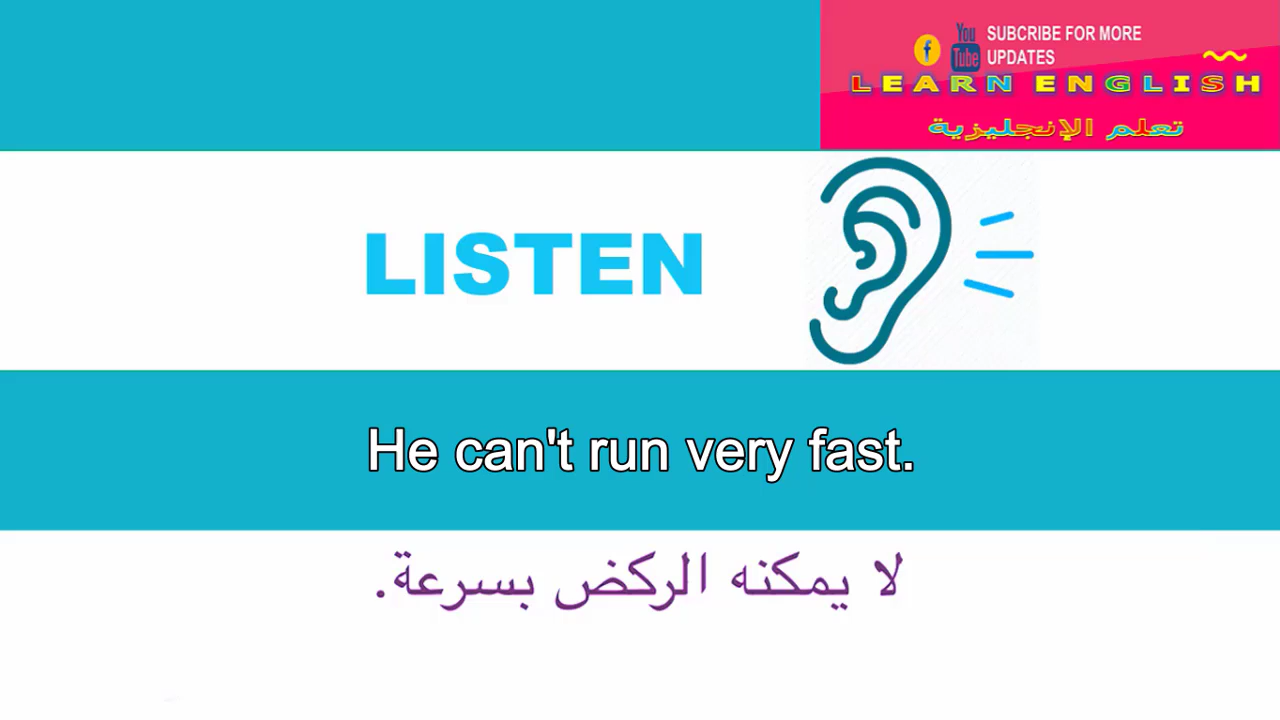 f You Tube SUBCRIBE FOR MORE
UPDATES
LEARN ENGLISH
تعلم الإنجليزية
LISTEN
He can't run very fast.
لا يمكنه الركض بسرعة.